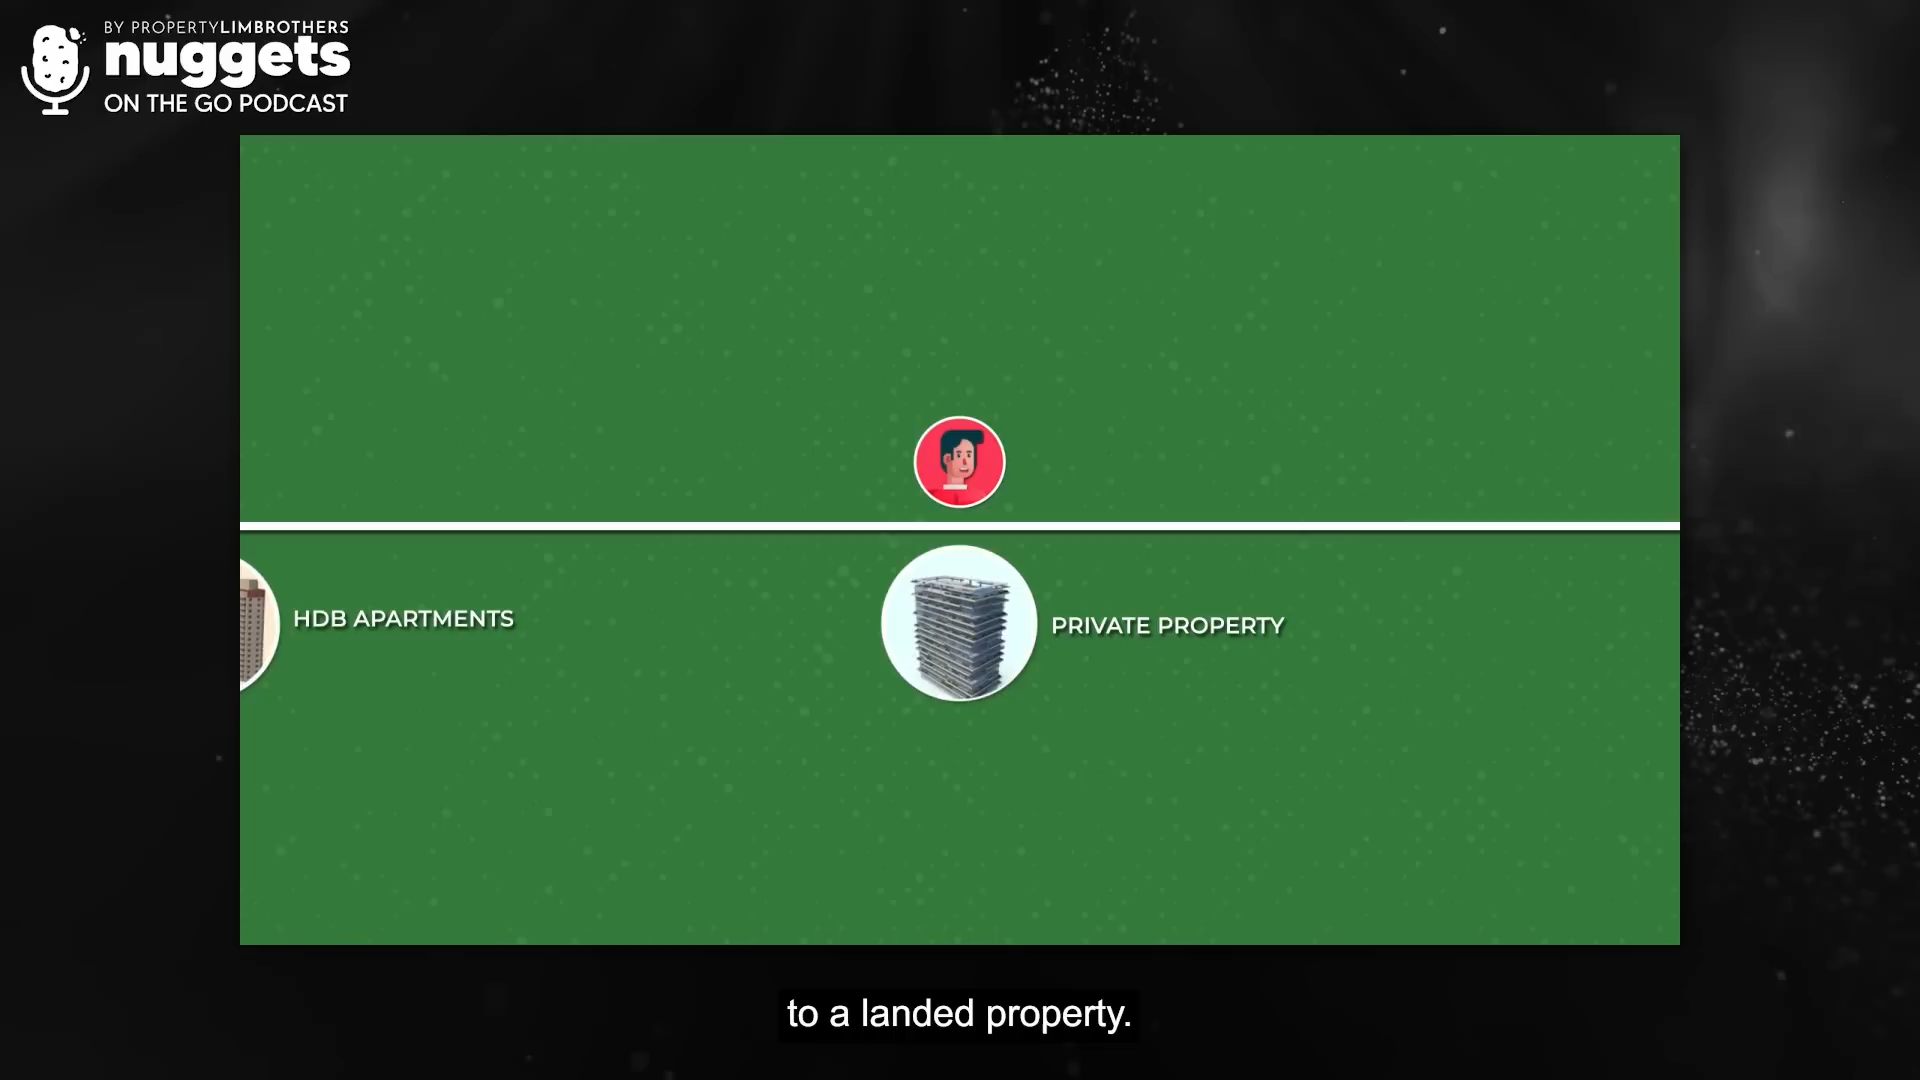 BY PROPERTYLIMBROTHERS
nuggets
ON THE GO PODCAST
HDB APARTMENTS
PRIVATE PROPERTY
to a landed property.